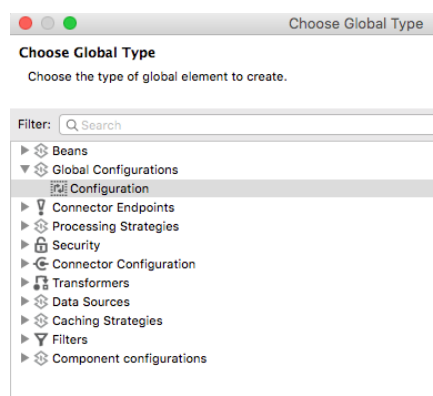 Choose Global Type
Choose Global Type
Choose the type of global element to create.
Filter: Search
Beans
Global Configurations
Configuration
Connector Endpoints
Processing Strategies
Security
Connector Configuration
Transformers
Data Sources
Caching Strategies
Filters
Component configurations